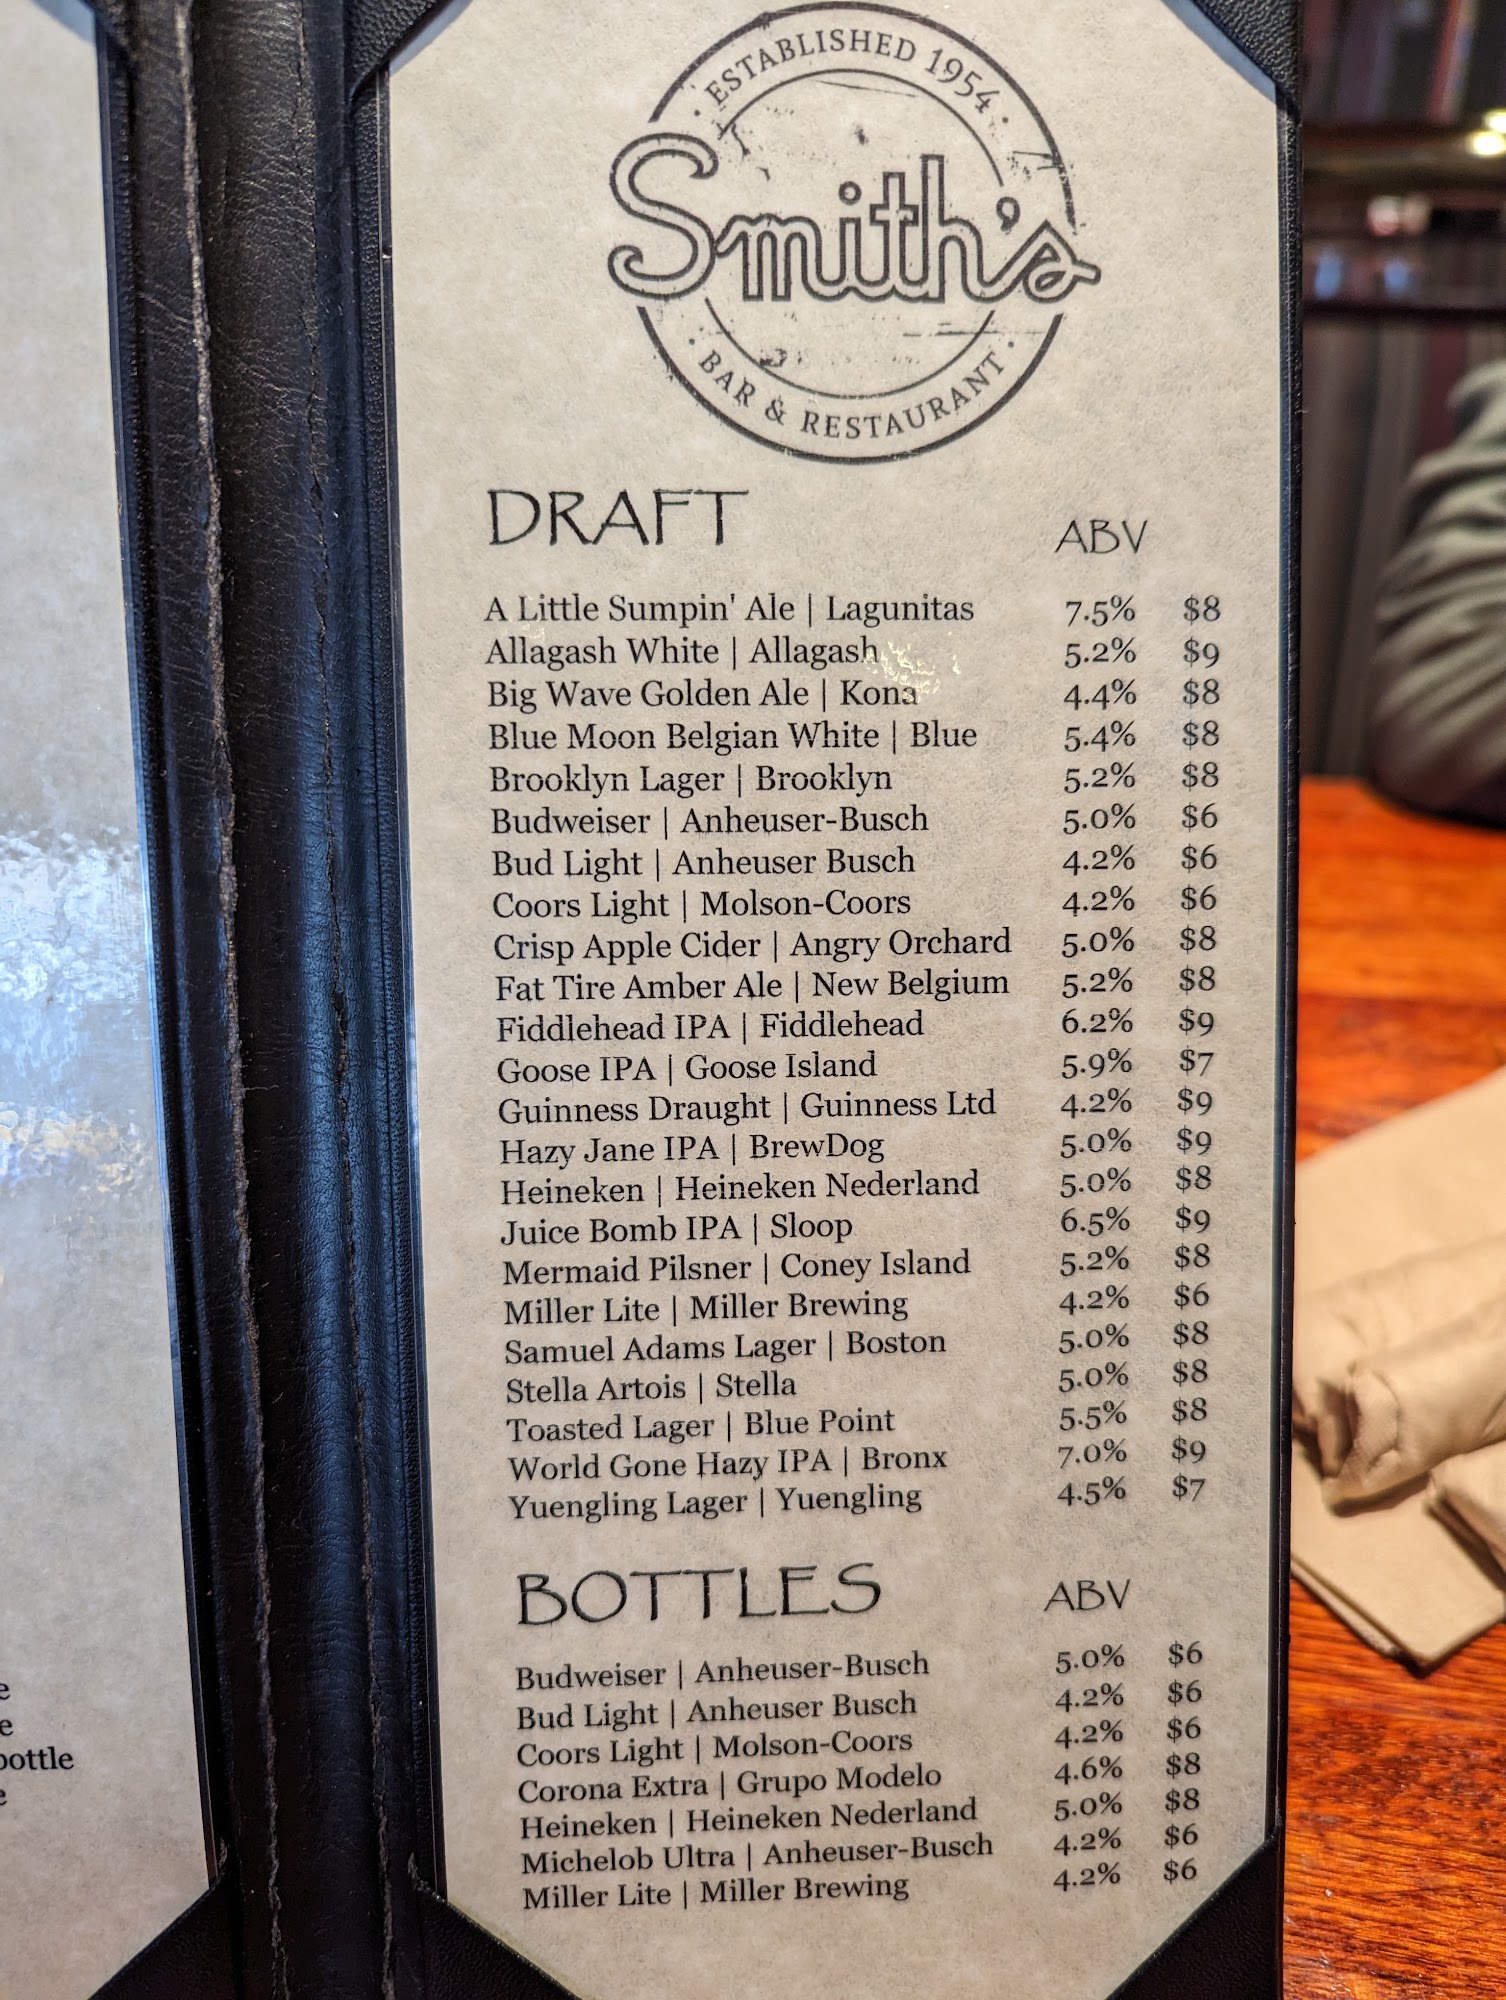 · ESTABLISHED 1954 ·
Smith's
· BAR & RESTAURANT ·
DRAFT ABV
A Little Sumpin' Ale | Lagunitas 7.5% $8
Allagash White | Allagash 5.2% $9
Big Wave Golden Ale | Kona 4.4% $8
Blue Moon Belgian White | Blue 5.4% $8
Brooklyn Lager | Brooklyn 5.2% $8
Budweiser | Anheuser-Busch 5.0% $6
Bud Light | Anheuser Busch 4.2% $6
Coors Light | Molson-Coors 4.2% $6
Crisp Apple Cider | Angry Orchard 5.0% $8
Fat Tire Amber Ale | New Belgium 5.2% $8
Fiddlehead IPA | Fiddlehead 6.2% $9
Goose IPA | Goose Island 5.9% $7
Guinness Draught | Guinness Ltd 4.2% $9
Hazy Jane IPA | BrewDog 5.0% $9
Heineken | Heineken Nederland 5.0% $8
Juice Bomb IPA | Sloop 6.5% $9
Mermaid Pilsner | Coney Island 5.2% $8
Miller Lite | Miller Brewing 4.2% $6
Samuel Adams Lager | Boston 5.0% $8
Stella Artois | Stella 5.0% $8
Toasted Lager | Blue Point 5.5% $8
World Gone Hazy IPA | Bronx 7.0% $9
Yuengling Lager | Yuengling 4.5% $7
BOTTLES ABV
Budweiser | Anheuser-Busch 5.0% $6
Bud Light | Anheuser Busch 4.2% $6
Coors Light | Molson-Coors 4.2% $6
Corona Extra | Grupo Modelo 4.6% $8
Heineken | Heineken Nederland 5.0% $8
Michelob Ultra | Anheuser-Busch 4.2% $6
Miller Lite | Miller Brewing 4.2% $6